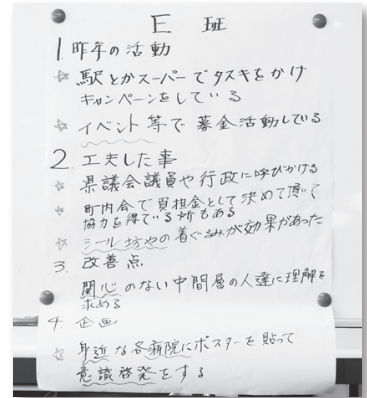 E 班
1. 昨年の活動
☆ 駅とかスーパーでタスキをかけ
キャンペーンをしている
☆ イベント等で募金活動している
2. 工夫した事
☆ 県議会議員や行政に呼びかける
☆ 町内会で負担金として決めて頂いて
協力を得ている所もある
☆ シール坊やの着ぐるみが効果があった
3. 改善点
関心のない中間層の人達に理解を
求める
4. 企画
☆ 身近な各病院にポスターを貼って
意識啓発をする